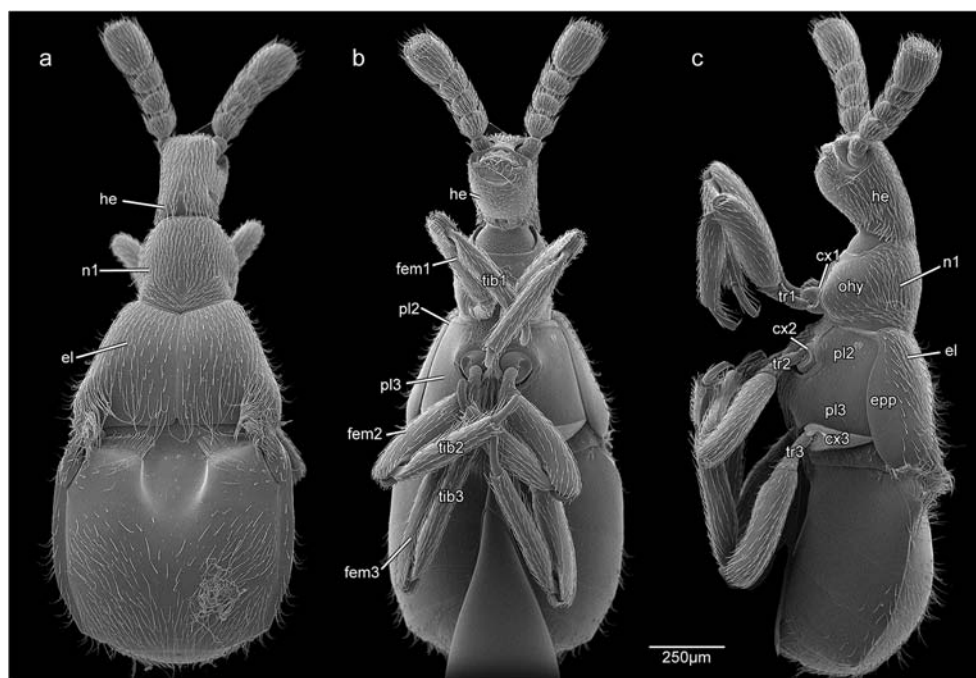 a
he
n1
el
b
he
fem1
tib1
pl2
pl3
fem2
tib2
tib3
fem3
c
he
cx1
n1
ohy
tr1
cx2
pl2
el
tr2
epp
pl3
cx3
tr3
250µm